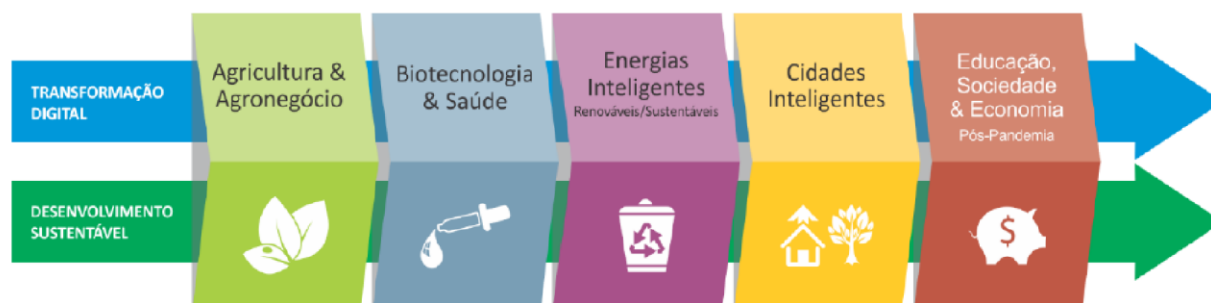 TRANSFORMAÇÃO
DIGITAL
Agricultura &
Agronegócio
Biotecnologia
& Saúde
Energias
Inteligentes
Renováveis/Sustentáveis
Cidades
Inteligentes
Educação,
Sociedade
& Economia
Pós-Pandemia
DESENVOLVIMENTO
SUSTENTÁVEL
$